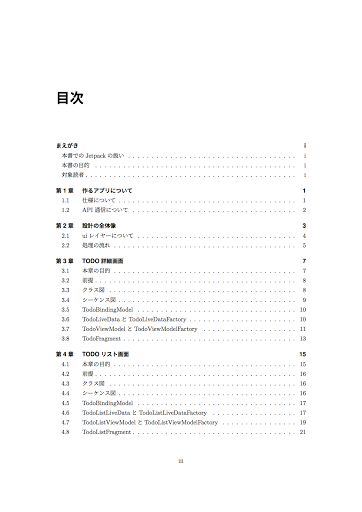 目次
まえがき i
本書での Jetpack の扱い . . . . . . . . . . . . . . . . . . . . . . . . . . . . . . . . . i
本書の目的 . . . . . . . . . . . . . . . . . . . . . . . . . . . . . . . . . . . . . . . i
対象読者 . . . . . . . . . . . . . . . . . . . . . . . . . . . . . . . . . . . . . . . . i
第 1 章 作るアプリについて 1
1.1 仕様について . . . . . . . . . . . . . . . . . . . . . . . . . . . . . . . . . . 1
1.2 API 通信について . . . . . . . . . . . . . . . . . . . . . . . . . . . . . . . . 2
第 2 章 設計の全体像 3
2.1 ui レイヤーについて . . . . . . . . . . . . . . . . . . . . . . . . . . . . . . . 4
2.2 処理の流れ . . . . . . . . . . . . . . . . . . . . . . . . . . . . . . . . . . . 5
第 3 章 TODO 詳細画面 7
3.1 本章の目的 . . . . . . . . . . . . . . . . . . . . . . . . . . . . . . . . . . . 7
3.2 前提 . . . . . . . . . . . . . . . . . . . . . . . . . . . . . . . . . . . . . . 8
3.3 クラス図 . . . . . . . . . . . . . . . . . . . . . . . . . . . . . . . . . . . . 8
3.4 シーケンス図 . . . . . . . . . . . . . . . . . . . . . . . . . . . . . . . . . . 9
3.5 TodoBindingModel . . . . . . . . . . . . . . . . . . . . . . . . . . . . . . . 10
3.6 TodoLiveData と TodoLiveDataFactory . . . . . . . . . . . . . . . . . . . . . 10
3.7 TodoViewModel と TodoViewModelFactory . . . . . . . . . . . . . . . . . . . 11
3.8 TodoFragment . . . . . . . . . . . . . . . . . . . . . . . . . . . . . . . . . 13
第 4 章 TODO リスト画面 15
4.1 本章の目的 . . . . . . . . . . . . . . . . . . . . . . . . . . . . . . . . . . . 15
4.2 前提 . . . . . . . . . . . . . . . . . . . . . . . . . . . . . . . . . . . . . . 16
4.3 クラス図 . . . . . . . . . . . . . . . . . . . . . . . . . . . . . . . . . . . . 16
4.4 シーケンス図 . . . . . . . . . . . . . . . . . . . . . . . . . . . . . . . . . . 16
4.5 TodoBindingModel . . . . . . . . . . . . . . . . . . . . . . . . . . . . . . . 17
4.6 TodoListLiveData と TodoListLiveDataFactory . . . . . . . . . . . . . . . . . 17
4.7 TodoListViewModel と TodoListViewModelFactory . . . . . . . . . . . . . . . 19
4.8 TodoListFragment . . . . . . . . . . . . . . . . . . . . . . . . . . . . . . . 21
iii